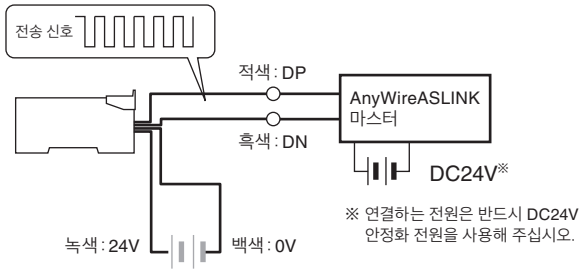 전송 신호
적색 : DP
AnyWireASLINK
마스터
흑색 : DN
DC24V※
※ 연결하는 전원은 반드시 DC24V
안정화 전원을 사용해 주십시오.
녹색 : 24V
백색 : 0V